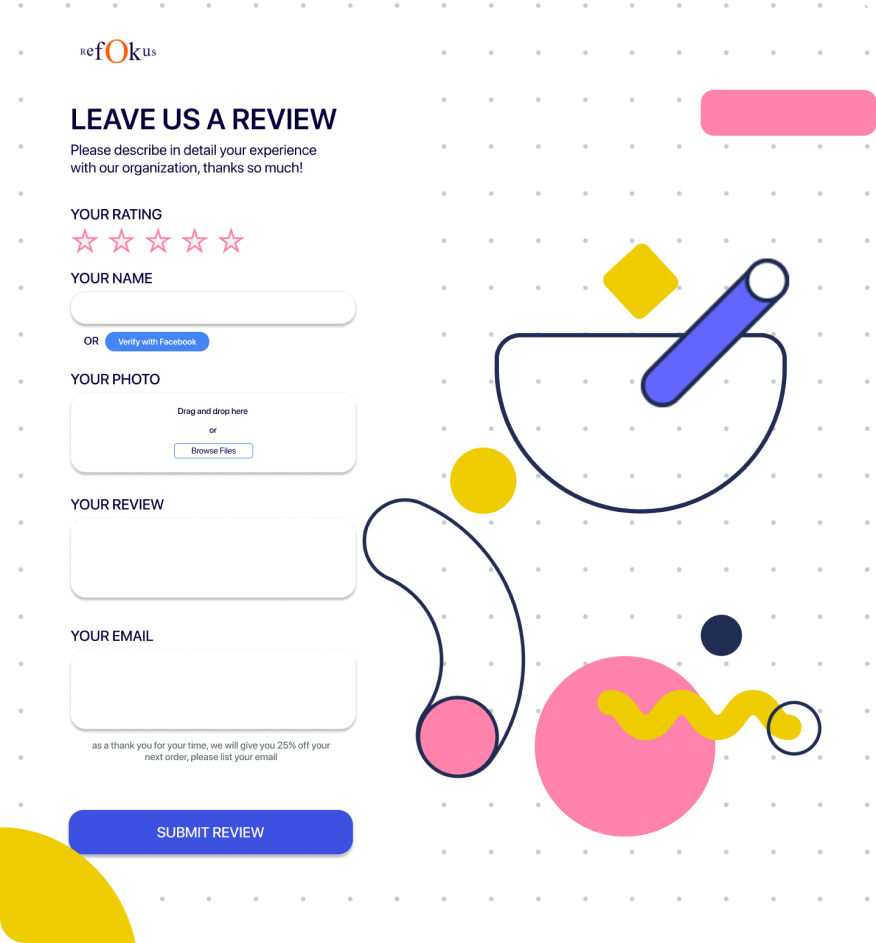 RefOkus
LEAVE US A REVIEW
Please describe in detail your experience
with our organization, thanks so much!
YOUR RATING
YOUR NAME
OR Verify with Facebook
YOUR PHOTO
Drag and drop here
or
Browse Files
YOUR REVIEW
YOUR EMAIL
as a thank you for your time, we will give you 25% off your
next order, please list your email
SUBMIT REVIEW